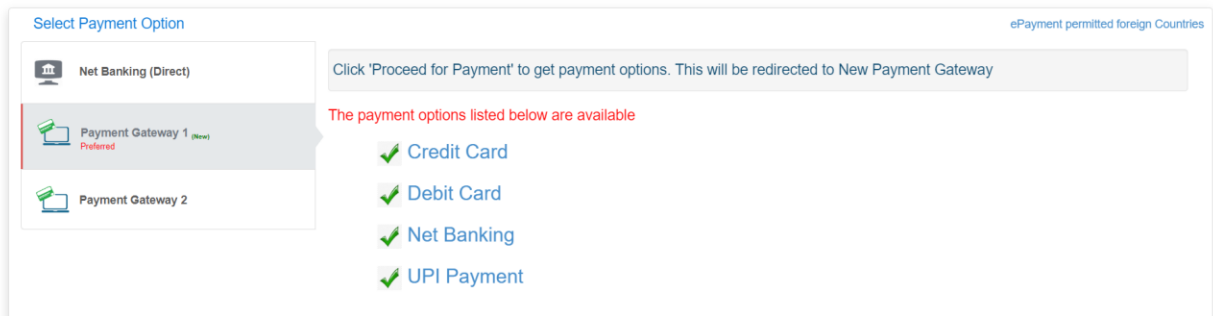 Select Payment Option
ePayment permitted foreign Countries
Net Banking (Direct)
Payment Gateway 1 (New)
Preferred
Payment Gateway 2
Click 'Proceed for Payment' to get payment options. This will be redirected to New Payment Gateway
The payment options listed below are available
Credit Card
Debit Card
Net Banking
UPI Payment